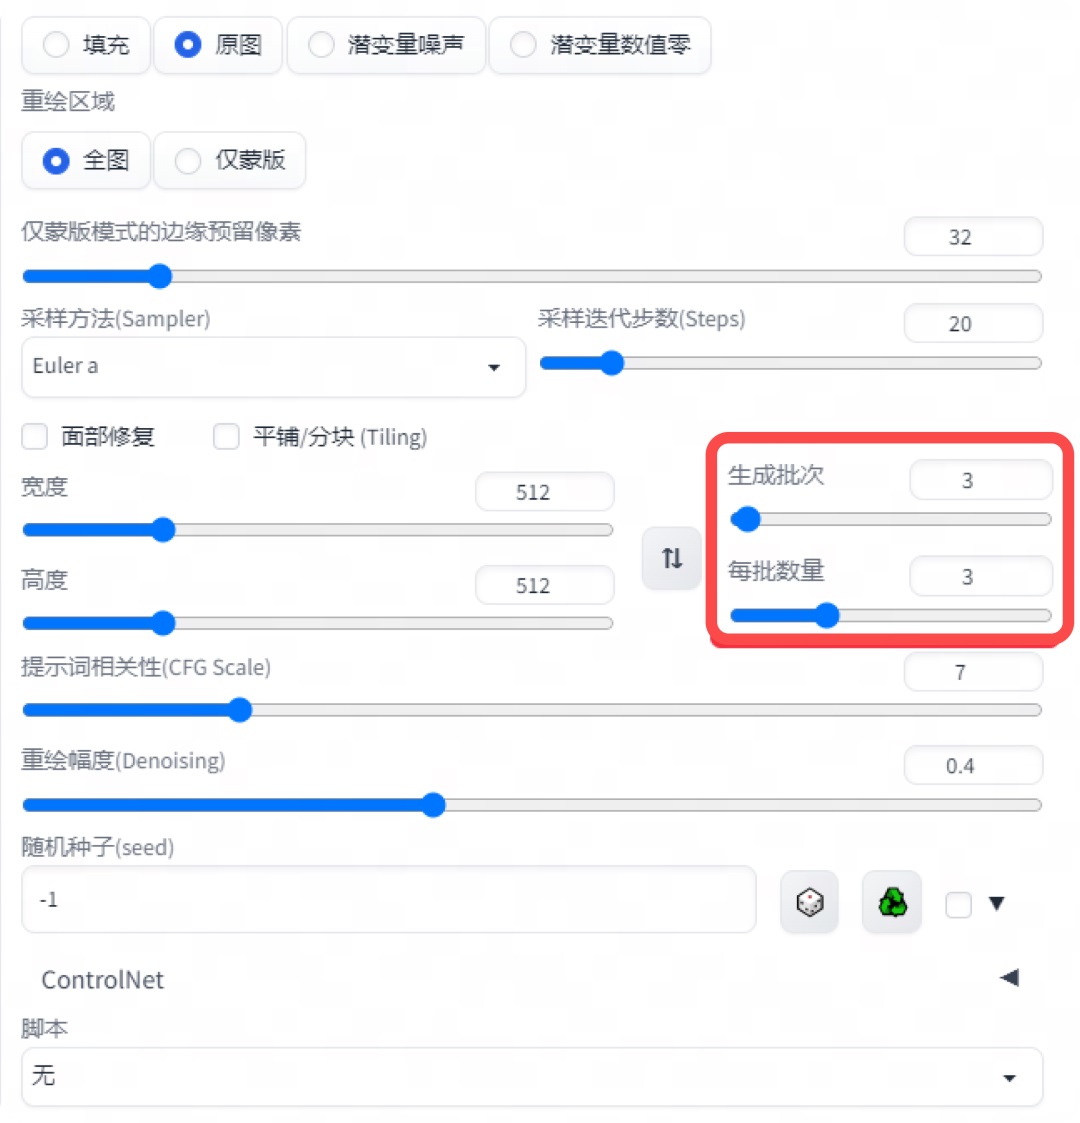 填充 原图 潜变量噪声 潜变量数值零
重绘区域
全图 仅蒙版
仅蒙版模式的边缘预留像素 32
采样方法(Sampler) 采样迭代步数(Steps) 20
Euler a
面部修复 平铺/分块 (Tiling)
宽度 512 生成批次 3
高度 512 每批数量 3
提示词相关性(CFG Scale) 7
重绘幅度(Denoising) 0.4
随机种子(seed)
-1
ControlNet
脚本
无